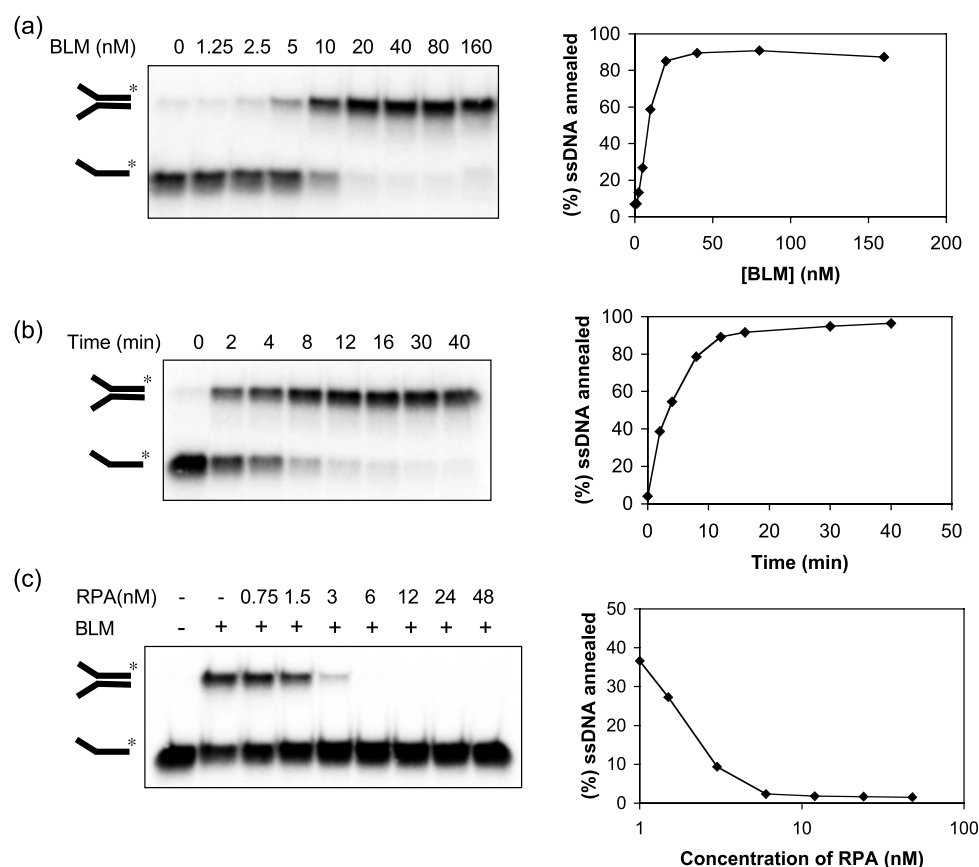 (a)
BLM (nM) 0 1.25 2.5 5 10 20 40 80 160
*
*
(%) ssDNA annealed
100
80
60
40
20
0
0 50 100 150 200
[BLM] (nM)
(b)
Time (min) 0 2 4 8 12 16 30 40
*
*
(%) ssDNA annealed
100
80
60
40
20
0
0 10 20 30 40 50
Time (min)
(c)
RPA(nM) - - 0.75 1.5 3 6 12 24 48
BLM - + + + + + + + +
*
*
(%) ssDNA annealed
50
40
30
20
10
0
1 10 100
Concentration of RPA (nM)